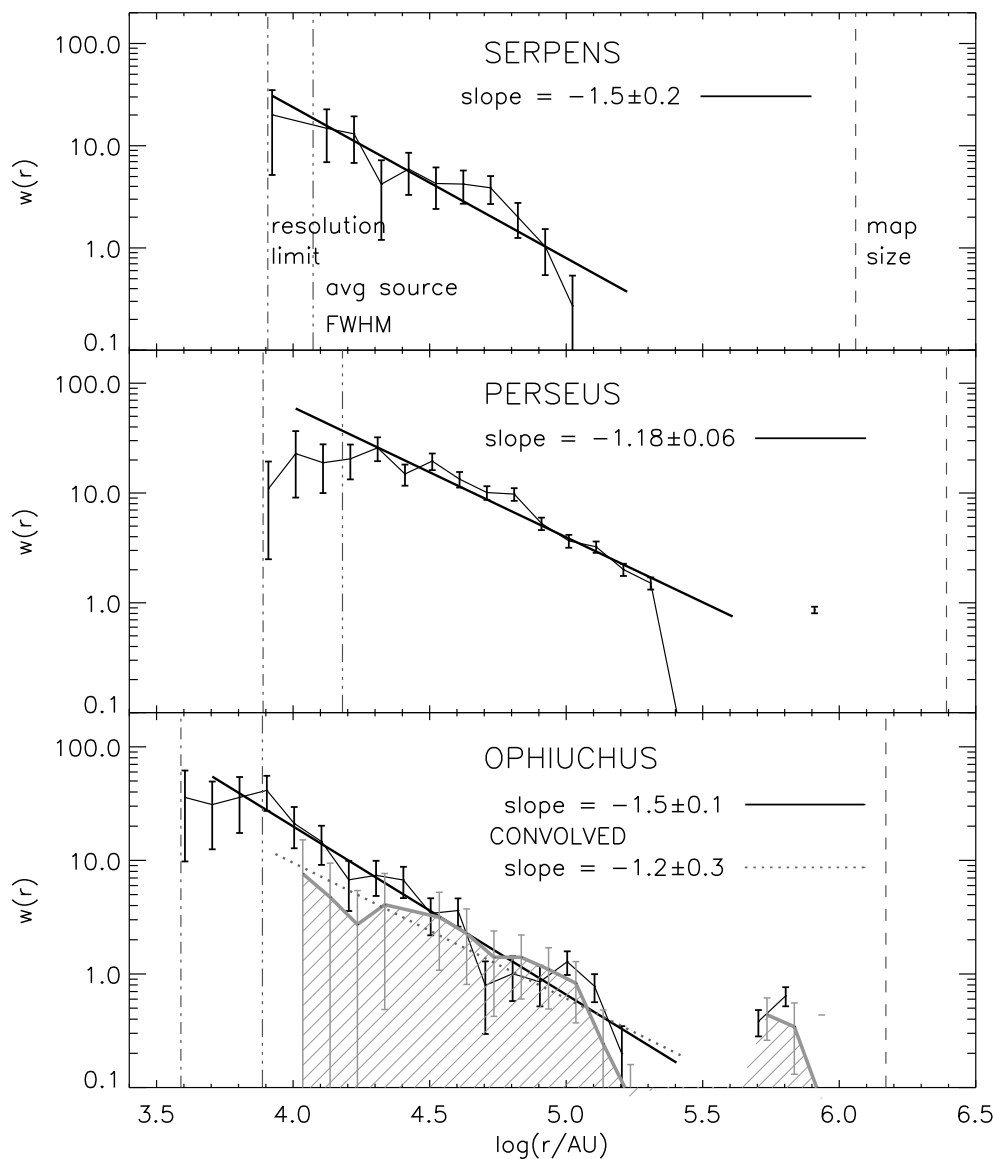 SERPENS
slope = −1.5±0.2
100.0
10.0
1.0
0.1
w(r)
resolution
limit
avg source
FWHM
map
size
PERSEUS
slope = −1.18±0.06
100.0
10.0
1.0
0.1
w(r)
OPHIUCHUS
slope = −1.5±0.1
CONVOLVED
slope = −1.2±0.3
100.0
10.0
1.0
0.1
w(r)
3.5 4.0 4.5 5.0 5.5 6.0 6.5
log(r/AU)